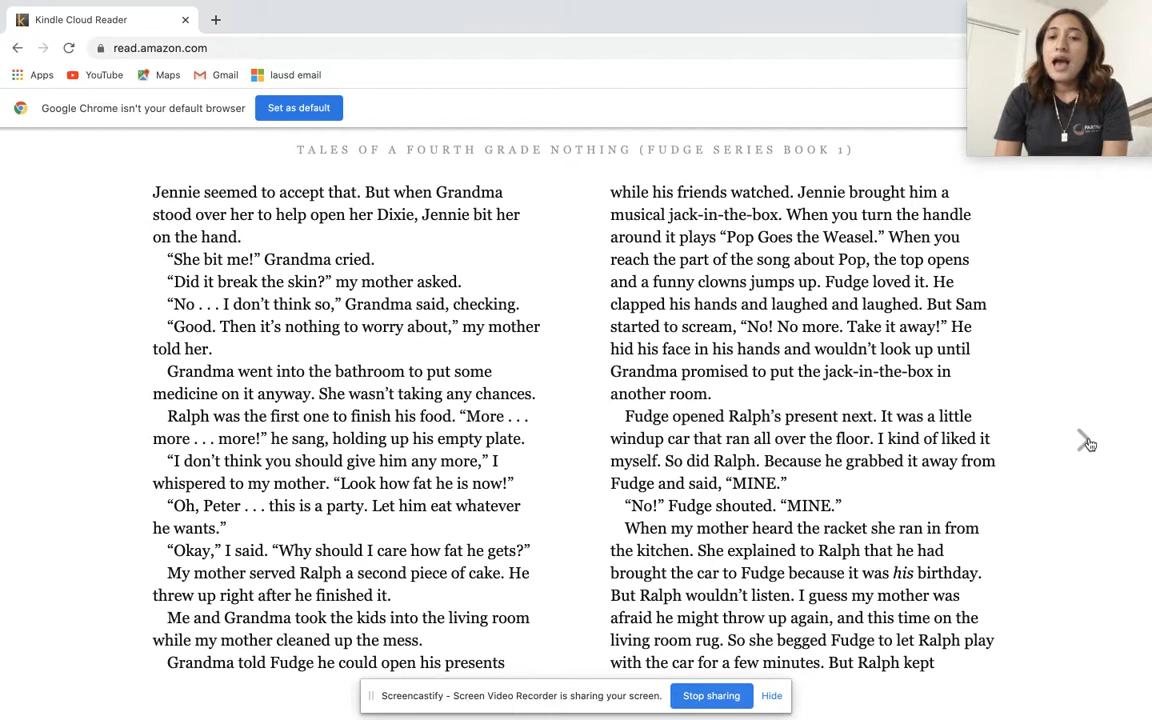 Kindle Cloud Reader
read.amazon.com
Apps YouTube Maps Gmail lausd email
Google Chrome isn't your default browser Set as default
TALES OF A FOURTH GRADE NOTHING (FUDGE SERIES BOOK 1)
Jennie seemed to accept that. But when Grandma
stood over her to help open her Dixie, Jennie bit her
on the hand.
“She bit me!” Grandma cried.
“Did it break the skin?” my mother asked.
“No . . . I don’t think so,” Grandma said, checking.
“Good. Then it’s nothing to worry about,” my mother
told her.
Grandma went into the bathroom to put some
medicine on it anyway. She wasn’t taking any chances.
Ralph was the first one to finish his food. “More . . .
more . . . more!” he sang, holding up his empty plate.
“I don’t think you should give him any more,” I
whispered to my mother. “Look how fat he is now!”
“Oh, Peter . . . this is a party. Let him eat whatever
he wants.”
“Okay,” I said. “Why should I care how fat he gets?”
My mother served Ralph a second piece of cake. He
threw up right after he finished it.
Me and Grandma took the kids into the living room
while my mother cleaned up the mess.
Grandma told Fudge he could open his presents
while his friends watched. Jennie brought him a
musical jack-in-the-box. When you turn the handle
around it plays “Pop Goes the Weasel.” When you
reach the part of the song about Pop, the top opens
and a funny clowns jumps up. Fudge loved it. He
clapped his hands and laughed and laughed. But Sam
started to scream, “No! No more. Take it away!” He
hid his face in his hands and wouldn’t look up until
Grandma promised to put the jack-in-the-box in
another room.
Fudge opened Ralph’s present next. It was a little
windup car that ran all over the floor. I kind of liked it
myself. So did Ralph. Because he grabbed it away from
Fudge and said, “MINE.”
“No!” Fudge shouted. “MINE.”
When my mother heard the racket she ran in from
the kitchen. She explained to Ralph that he had
brought the car to Fudge because it was his birthday.
But Ralph wouldn’t listen. I guess my mother was
afraid he might throw up again, and this time on the
living room rug. So she begged Fudge to let Ralph play
with the car for a few minutes. But Ralph kept
Screencastify - Screen Video Recorder is sharing your screen. Stop sharing Hide